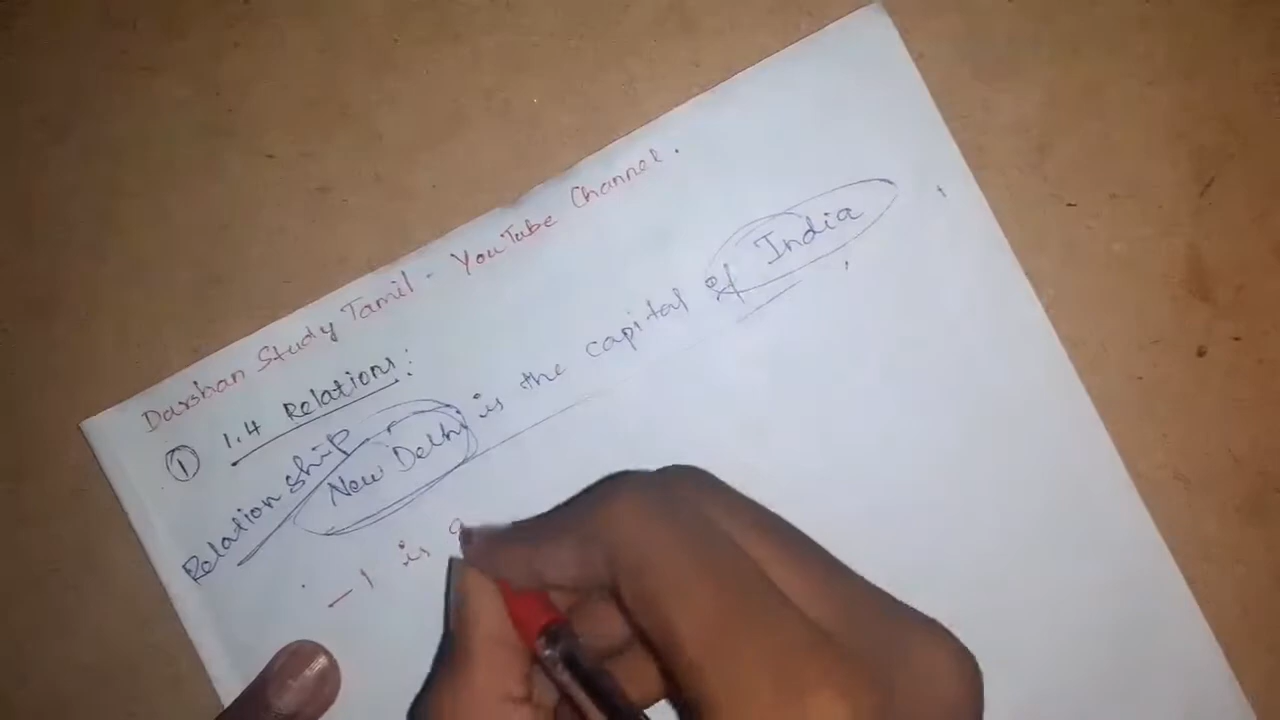 Darshan Study Tamil - YouTube Channel.
① 1.4 Relations:
Relationship
New Delhi is the capital of India
-1 is